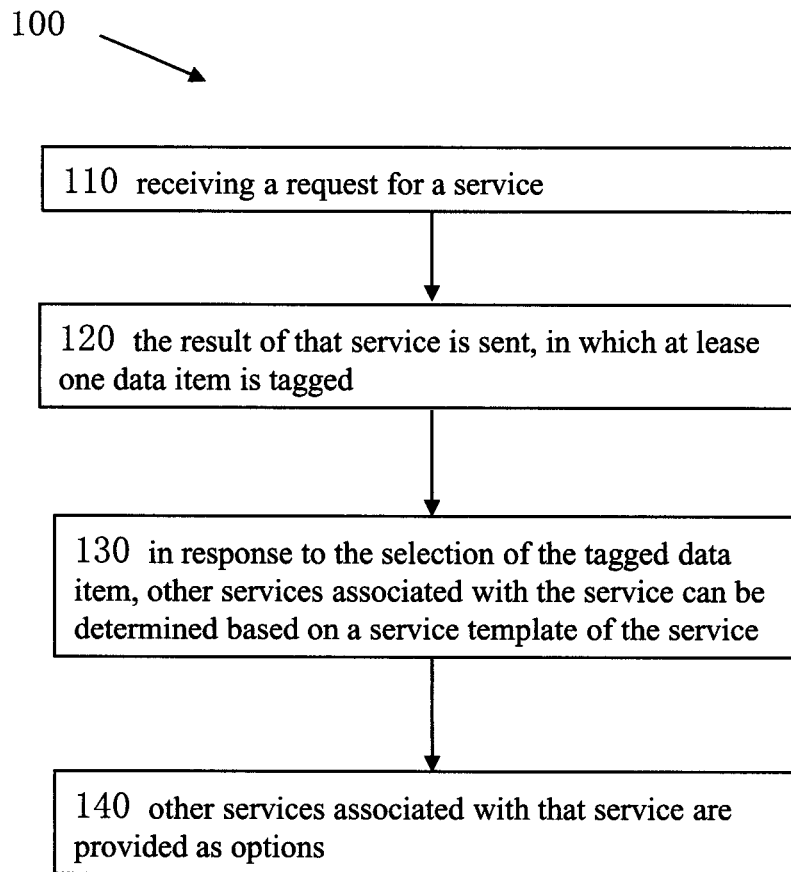 100
110 receiving a request for a service
120 the result of that service is sent, in which at lease
one data item is tagged
130 in response to the selection of the tagged data
item, other services associated with the service can be
determined based on a service template of the service
140 other services associated with that service are
provided as options